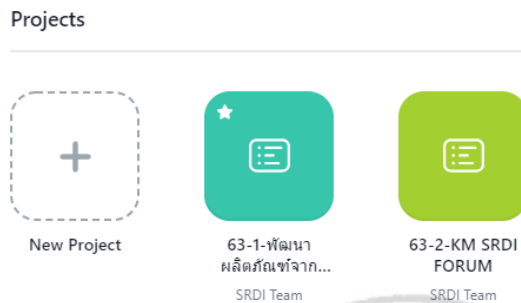 Projects
New Project
63-1-พัฒนา
ผลิตภัณฑ์จาก...
SRDI Team
63-2-KM SRDI
FORUM
SRDI Team